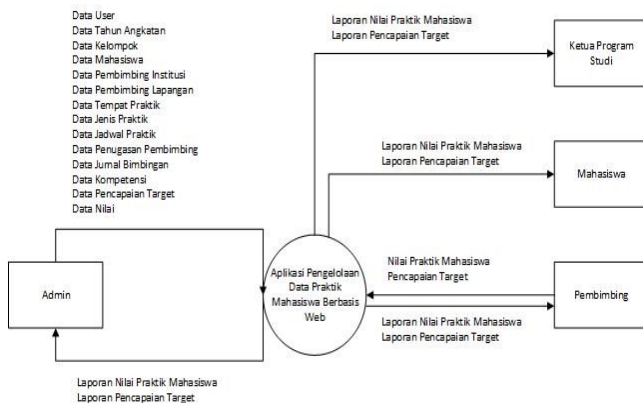 Data User
Data Tahun Angkatan
Data Kelompok
Data Mahasiswa
Data Pembimbing Institusi
Data Pembimbing Lapangan
Data Tempat Praktik
Data Jenis Praktik
Data Jadwal Praktik
Data Penugasan Pembimbing
Data Jurnal Bimbingan
Data Kompetensi
Data Pencapaian Target
Data Nilai
Laporan Nilai Praktik Mahasiswa
Laporan Pencapaian Target
Ketua Program
Studi
Laporan Nilai Praktik Mahasiswa
Laporan Pencapaian Target
Mahasiswa
Admin
Aplikasi Pengelolaan
Data Praktik
Mahasiswa Berbasis
Web
Nilai Praktik Mahasiswa
Pencapaian Target
Pembimbing
Laporan Nilai Praktik Mahasiswa
Laporan Pencapaian Target
Laporan Nilai Praktik Mahasiswa
Laporan Pencapaian Target